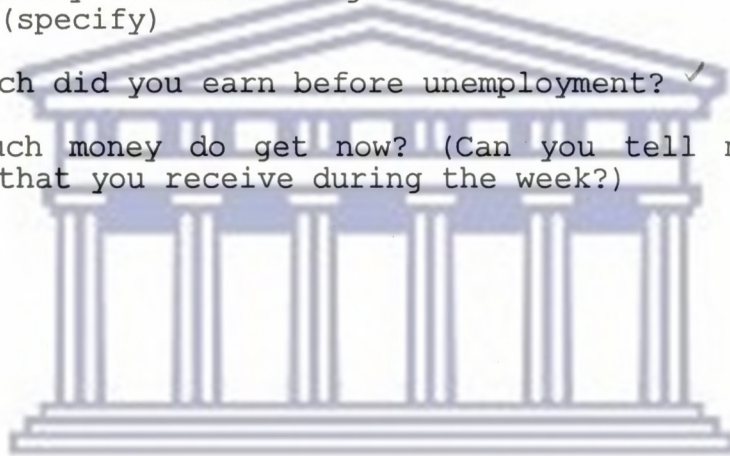 (specify)
ch did you earn before unemployment?
uch money do get now? (Can you tell
that you receive during the week?)